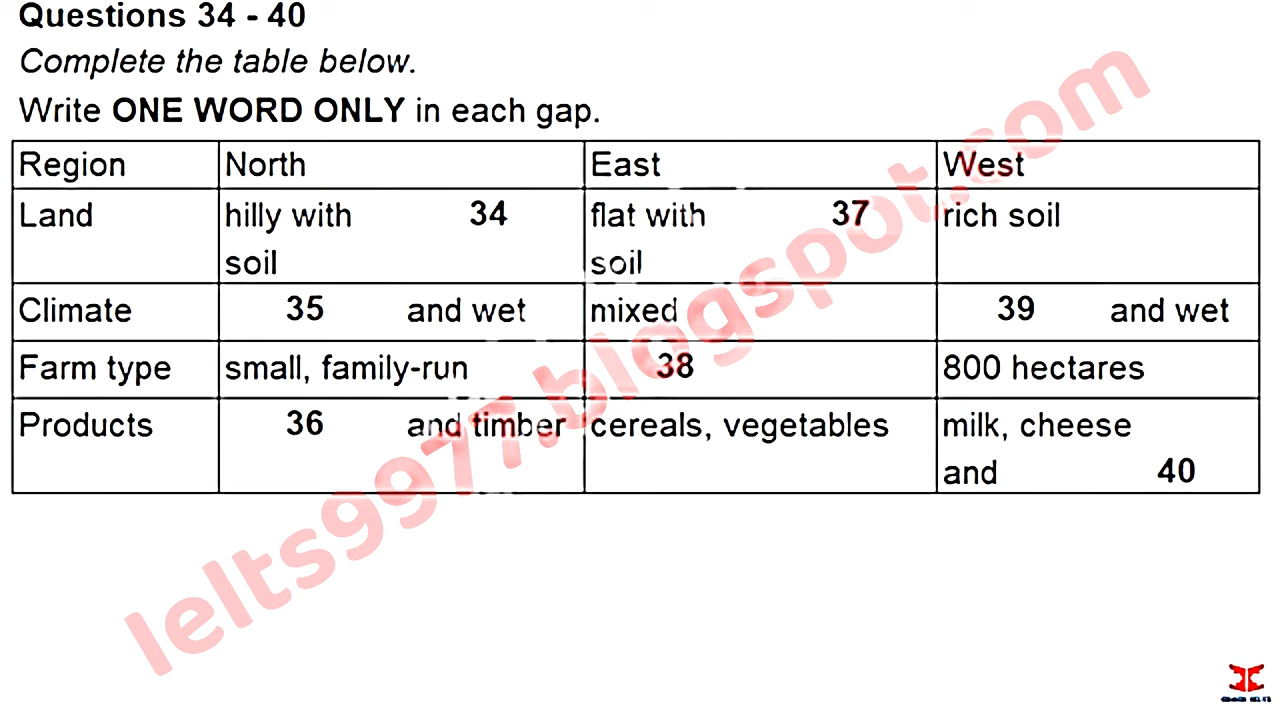 Questions 34 - 40
Complete the table below.
Write ONE WORD ONLY in each gap.
Region North East West
Land hilly with 34 flat with 37 rich soil
soil soil
Climate 35 and wet mixed 39 and wet
Farm type small, family-run 38 800 hectares
Products 36 and timber cereals, vegetables milk, cheese
and 40
Ielts9977.blogspot.com